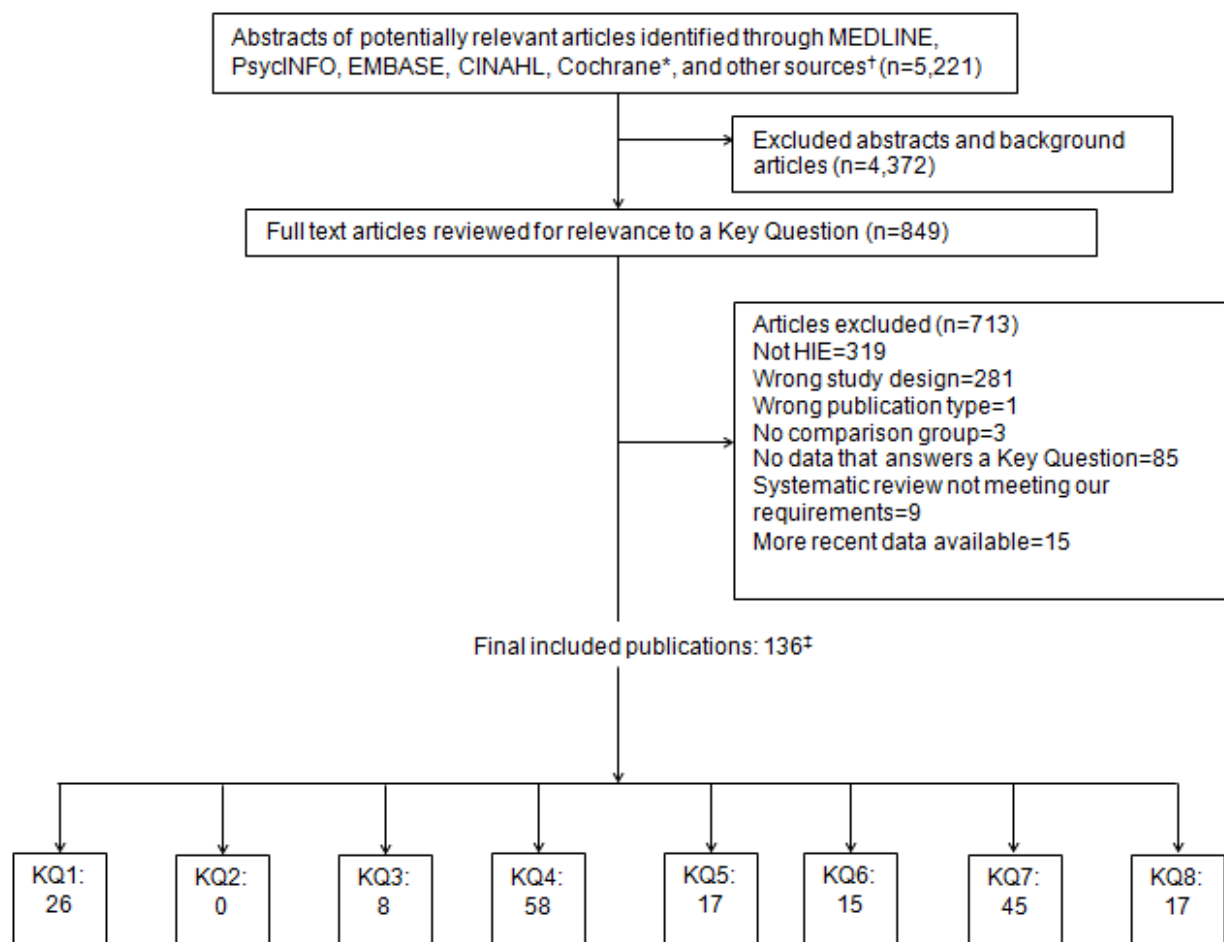 Abstracts of potentially relevant articles identified through MEDLINE,
PsycINFO, EMBASE, CINAHL, Cochrane*, and other sources† (n=5,221)
Excluded abstracts and background
articles (n=4,372)
Full text articles reviewed for relevance to a Key Question (n=849)
Articles excluded (n=713)
Not HIE=319
Wrong study design=281
Wrong publication type=1
No comparison group=3
No data that answers a Key Question=85
Systematic review not meeting our
requirements=9
More recent data available=15
Final included publications: 136‡
KQ1:
26
KQ2:
0
KQ3:
8
KQ4:
58
KQ5:
17
KQ6:
15
KQ7:
45
KQ8:
17